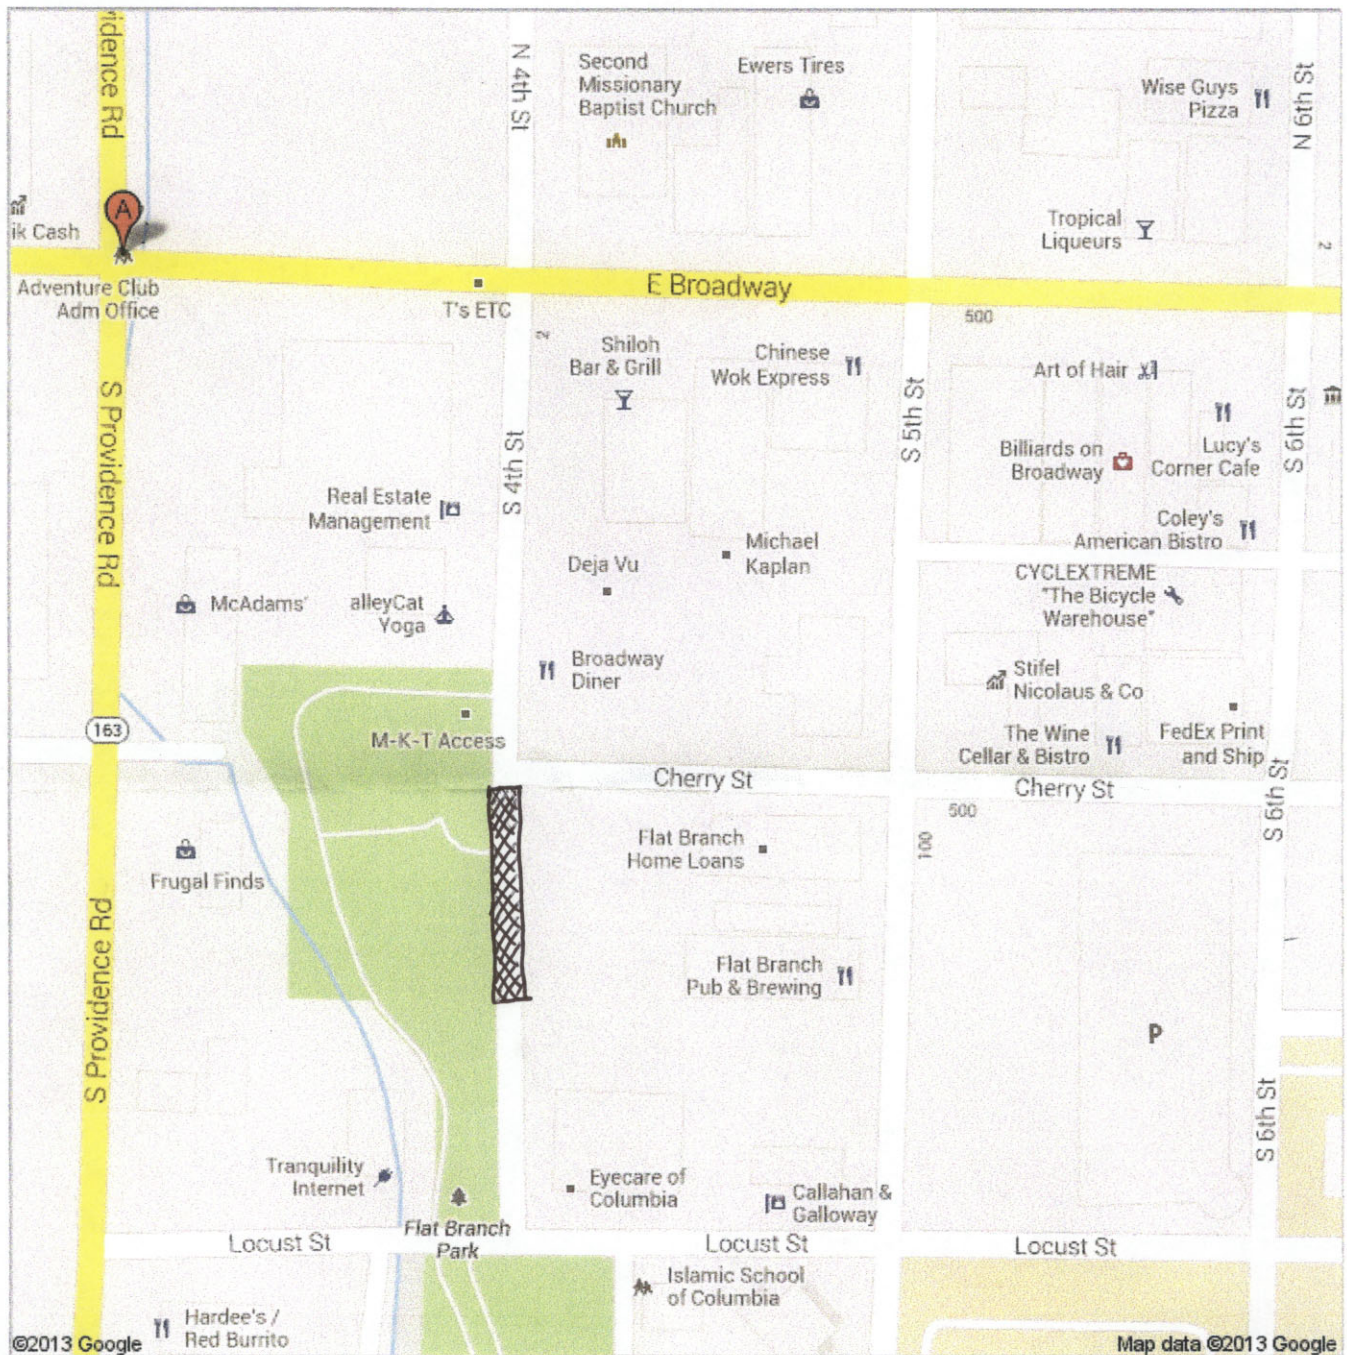 vidence Rd
N 4th St
Second
Missionary
Baptist Church
Ewers Tires
Wise Guys
Pizza
N 6th St
A
ik Cash
Tropical
Liqueurs
2
Adventure Club
Adm Office
T's ETC
E Broadway
500
2
Shiloh
Bar & Grill
Chinese
Wok Express
Art of Hair
S Providence Rd
S 4th St
S 5th St
S 6th St
Billiards on
Broadway
Lucy's
Corner Cafe
Real Estate
Management
Coley's
American Bistro
Deja Vu
Michael
Kaplan
CYCLEXTREME
"The Bicycle
Warehouse"
McAdams'
alleyCat
Yoga
Broadway
Diner
Stifel
Nicolaus & Co
163
M-K-T Access
The Wine
Cellar & Bistro
FedEx Print
and Ship
Cherry St
Cherry St
S 6th St
500
100
Flat Branch
Home Loans
Frugal Finds
S Providence Rd
Flat Branch
Pub & Brewing
P
S 6th St
Tranquility
Internet
Eyecare of
Columbia
Callahan &
Galloway
Flat Branch
Park
Locust St
Locust St
Locust St
Islamic School
of Columbia
Hardee's /
Red Burrito
©2013 Google
Map data ©2013 Google